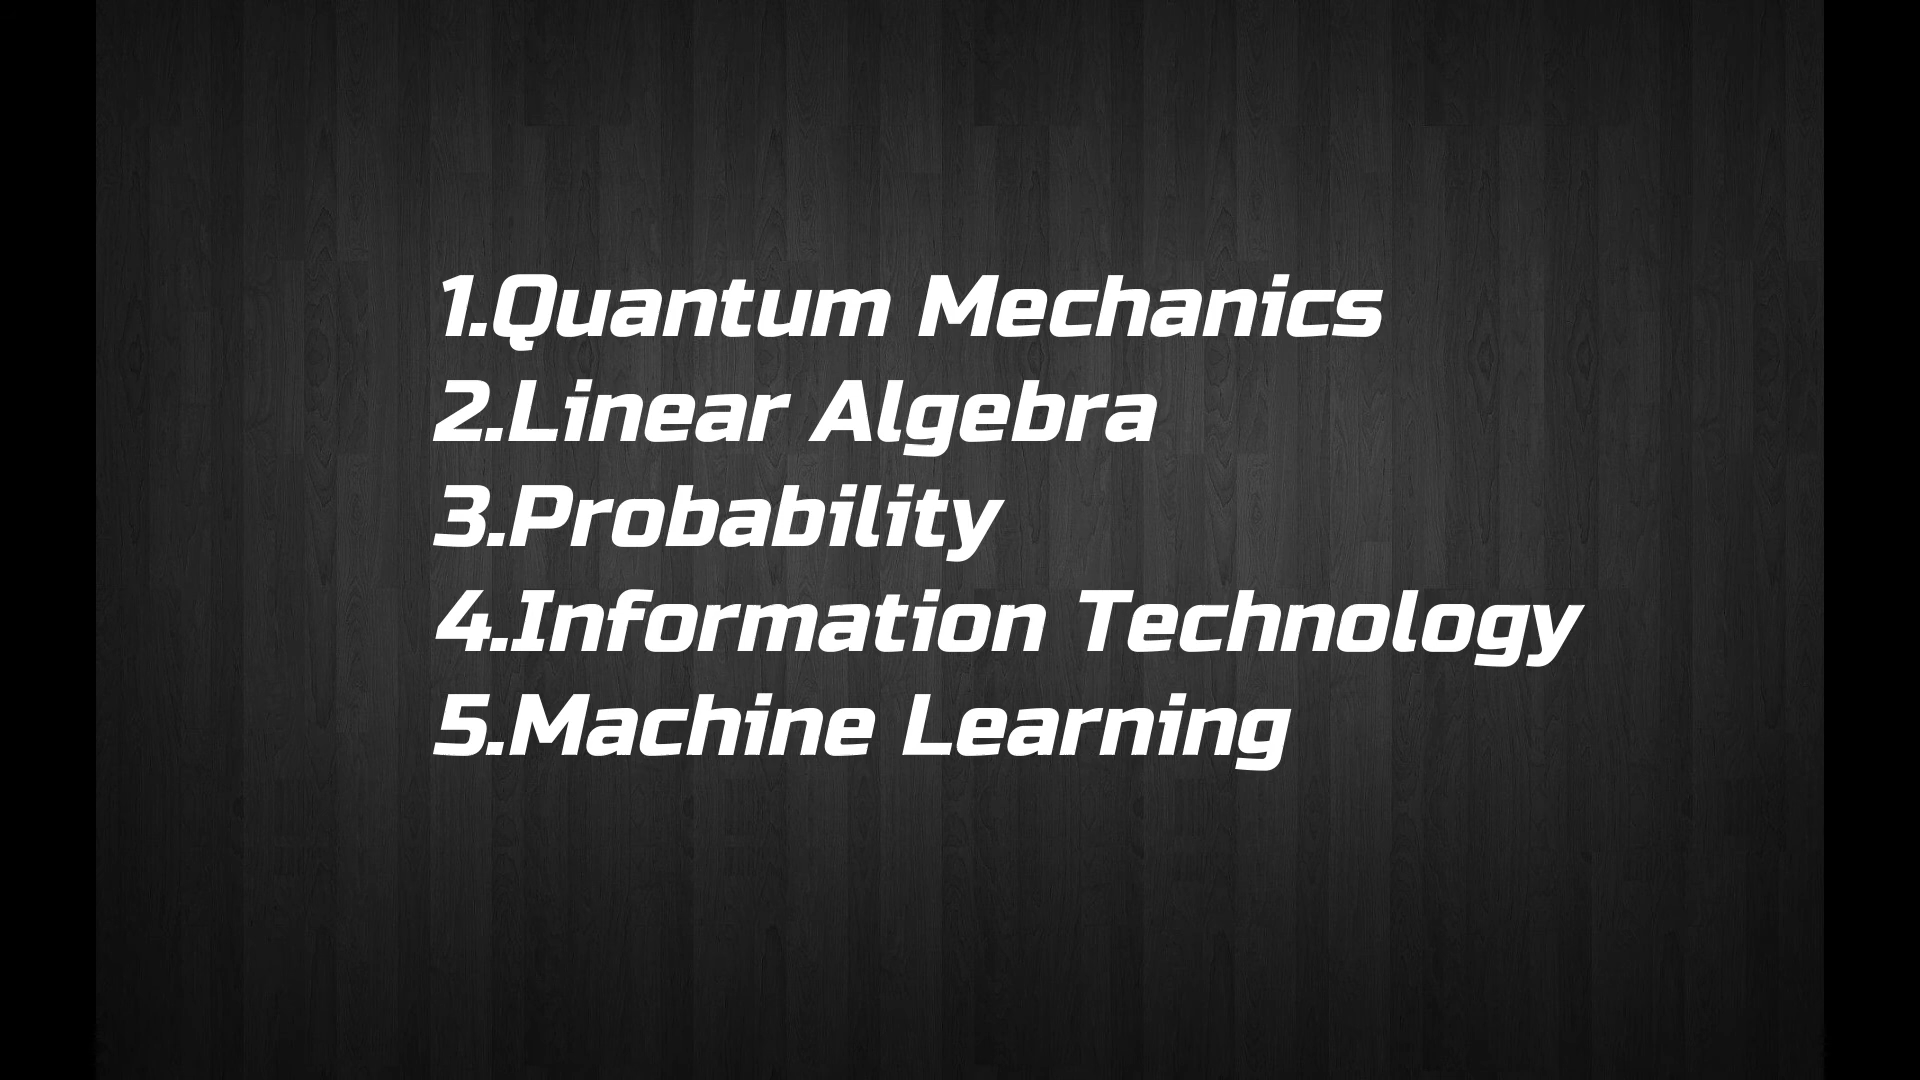 1.Quantum Mechanics
2.Linear Algebra
3.Probability
4.Information Technology
5.Machine Learning